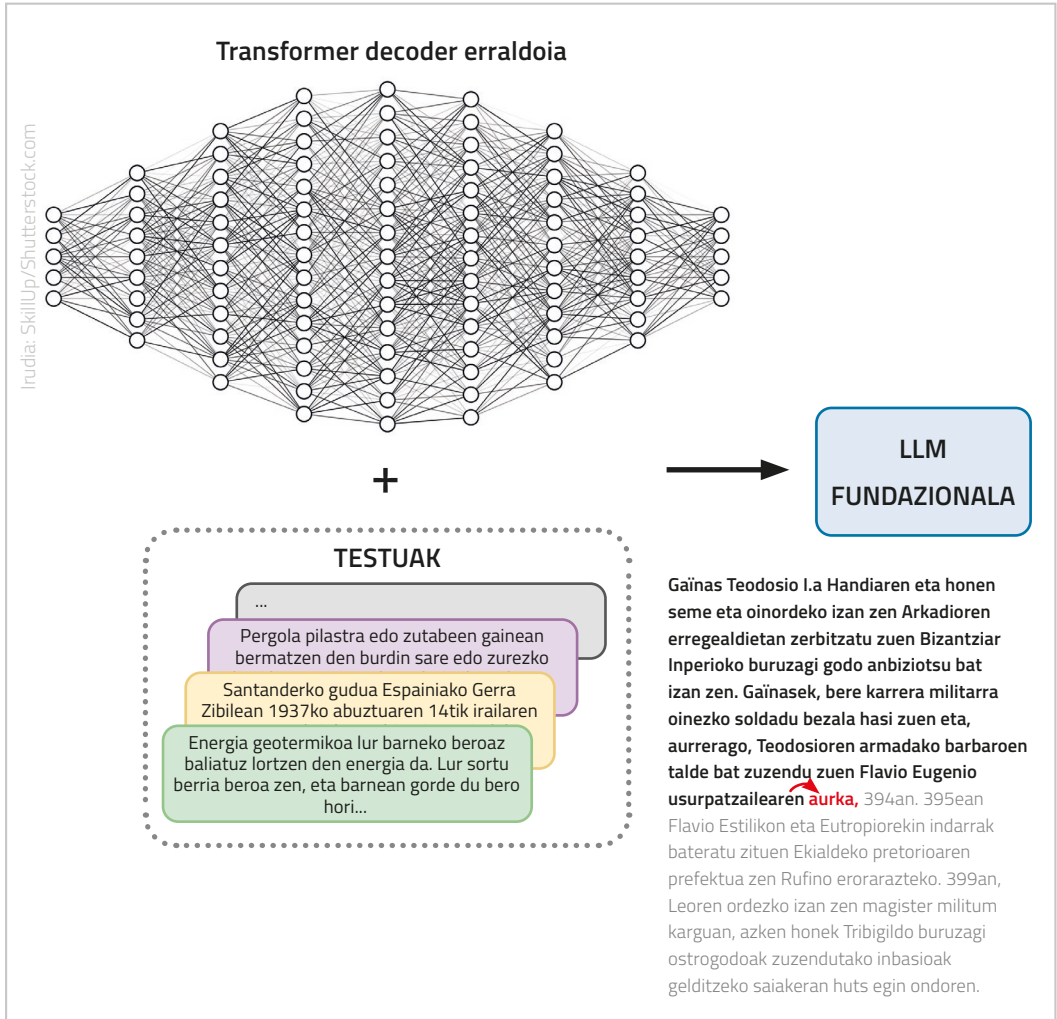 Transformer decoder erraldoia
Irudia: SkillUp/Shutterstock.com
+
LLM
FUNDAZIONALA
TESTUAK
...
Pergola pilastra edo zutabeen gainean
bermatzen den burdin sare edo zurezko
Santanderko gudua Espainiako Gerra
Zibilean 1937ko abuztuaren 14tik irailaren
Energia geotermikoa lur barneko beroaz
baliatuz lortzen den energia da. Lur sortu
berria beroa zen, eta barnean gorde du bero
hori...
Gaïnas Teodosio I.a Handiaren eta honen
seme eta oinordeko izan zen Arkadioren
erregealdietan zerbitzatu zuen Bizantziar
Inperioko buruzagi godo anbiziotsu bat
izan zen. Gaïnasek, bere karrera militarra
oinezko soldadu bezala hasi zuen eta,
aurrerago, Teodosioren armadako barbaroen
talde bat zuzendu zuen Flavio Eugenio
usurpatzailearen aurka, 394an. 395ean
Flavio Estilikon eta Eutropiorekin indarrak
bateratu zituen Ekialdeko pretorioaren
prefektua zen Rufino erorarazteko. 399an,
Leoren ordezko izan zen magister militum
karguan, azken honek Tribigildo buruzagi
ostrogodoak zuzendutako inbasioak
gelditzeko saiakeran huts egin ondoren.